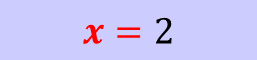 x = 2